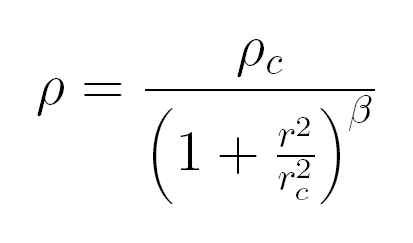 ρ = ρ_c / (1 + r²/r_c²)^β